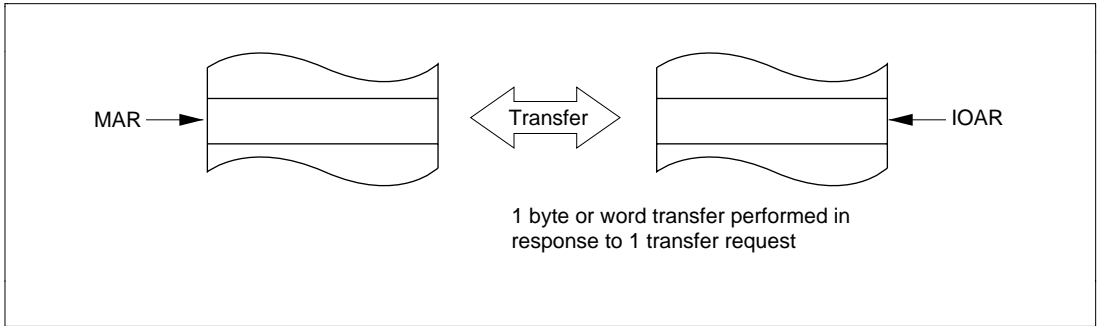 MAR
Transfer
IOAR
1 byte or word transfer performed in
response to 1 transfer request